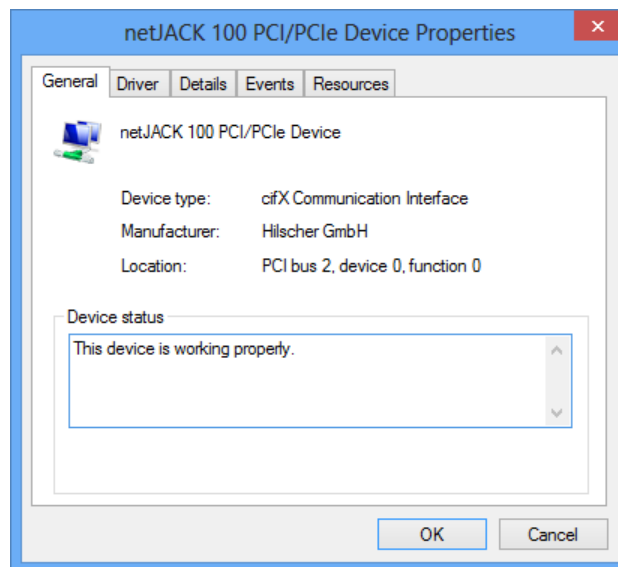 netJACK 100 PCI/PCIe Device Properties
General Driver Details Events Resources
netJACK 100 PCI/PCIe Device
Device type: cifX Communication Interface
Manufacturer: Hilscher GmbH
Location: PCI bus 2, device 0, function 0
Device status
This device is working properly.
OK Cancel